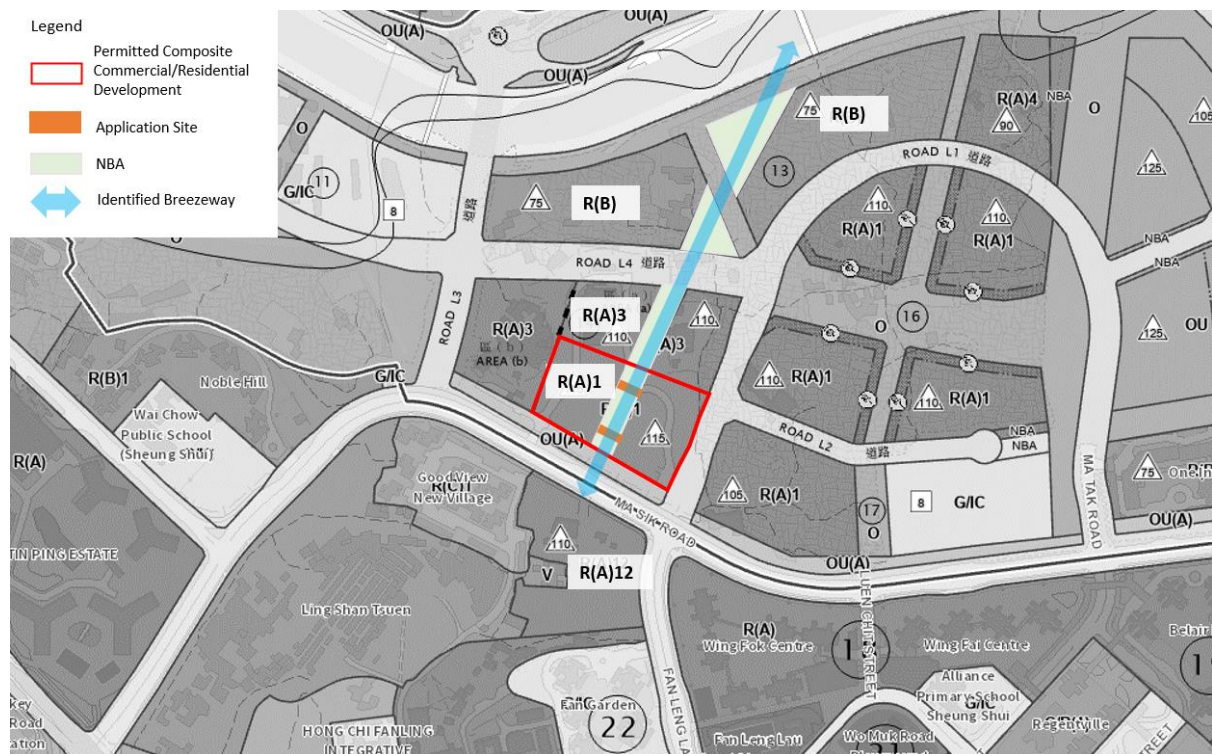 Legend
Permitted Composite
Commercial/Residential
Development
Application Site
NBA
Identified Breezeway
OU(A)
OU(A)
OU(A)
O
G/IC
11
8
O
道路
75
R(B)
75
R(B)
13
R(A)4
90
NBA
O
105
125
ROAD L1 道路
110
R(A)1
110
R(A)1
NBA
NBA
ROAD L4 道路
ROAD L3
R(A)3
區(b)
AREA (b)
R(A)3
110
110
16
O
125
OU
R(B)1
Noble Hill
G/IC
R(A)1
115
110
R(A)1
110
R(A)1
Wai Chow
Public School
(Sheung Shui)
OU(A)
ROAD L2 道路
NBA
NBA
R(A)
Good View
New Village
MA SIK ROAD
105
R(A)1
17
O
8
G/IC
MA TAK ROAD
75
OU(A)
TIN PING ESTATE
110
V
R(A)12
OU(A)
Ling Shan Tsuen
LUEN CHIT STREET
R(A)
Wing Fok Centre
Wing Fai Centre
Alliance
Primary School
Sheung Shui
G/IC
Regentville
Fan Garden
22
HONG CHI FANLING
INTEGRATIVE
Fan Leng Lau
Wo Muk Road
Road